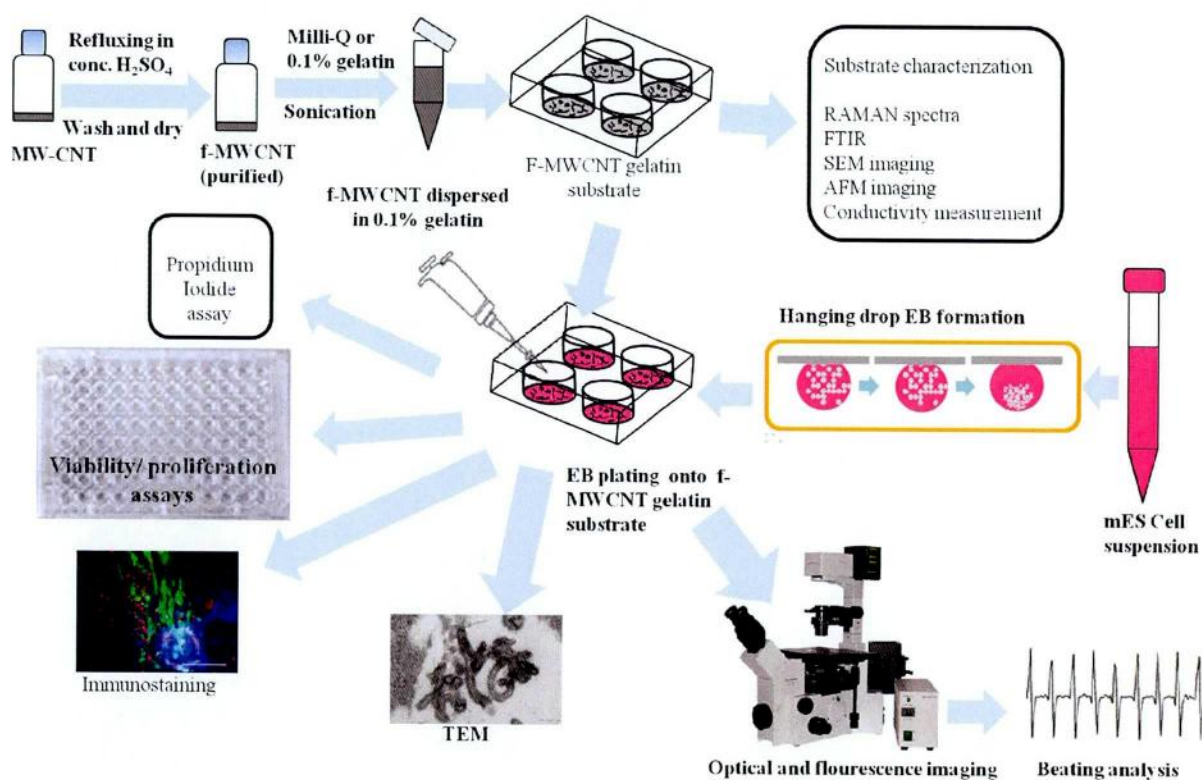 Refluxing in
conc. H₂SO₄
Wash and dry
MW-CNT
f-MWCNT
(purified)
Milli-Q or
0.1% gelatin
Sonication
f-MWCNT dispersed
in 0.1% gelatin
F-MWCNT gelatin
substrate
Substrate characterization
RAMAN spectra
FTIR
SEM imaging
AFM imaging
Conductivity measurement
Propidium
Iodide
assay
Hanging drop EB formation
Viability/ proliferation
assays
EB plating onto f-
MWCNT gelatin
substrate
mES Cell
suspension
Immunostaining
TEM
Optical and flourescence imaging
Beating analysis